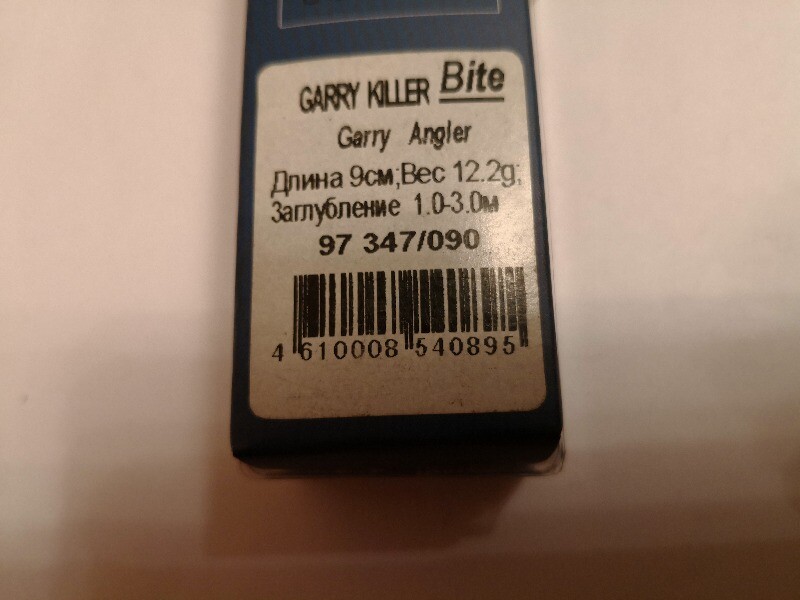 GARRY KILLER Bite
Garry Angler
Длина 9см;Вес 12.2g;
Заглубление 1.0-3.0м
97 347/090
4 610008 540895